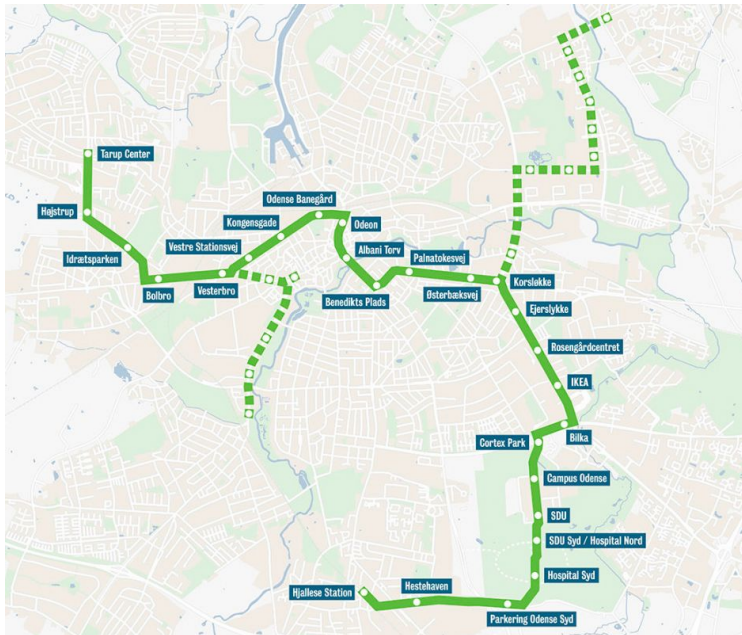 Tarup Center
Højstrup
Idrætsparken
Bolbro
Vesterbro
Vestre Stationsvej
Kongensgade
Odense Banegård
Odeon
Albani Torv
Benedikts Plads
Palnatokesvej
Østerbæksvej
Korsløkke
Ejerslykke
Rosengårdcentret
IKEA
Bilka
Cortex Park
Campus Odense
SDU
SDU Syd / Hospital Nord
Hospital Syd
Parkering Odense Syd
Hestehaven
Hjallese Station